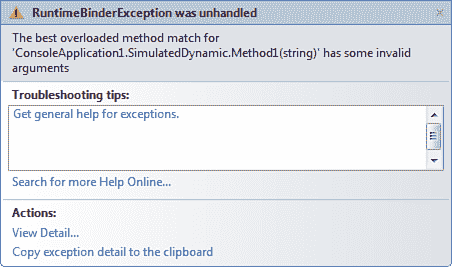 RuntimeBinderException was unhandled
The best overloaded method match for
'ConsoleApplication1.SimulatedDynamic.Method1(string)' has some invalid
arguments
Troubleshooting tips:
Get general help for exceptions.
Search for more Help Online...
Actions:
View Detail...
Copy exception detail to the clipboard